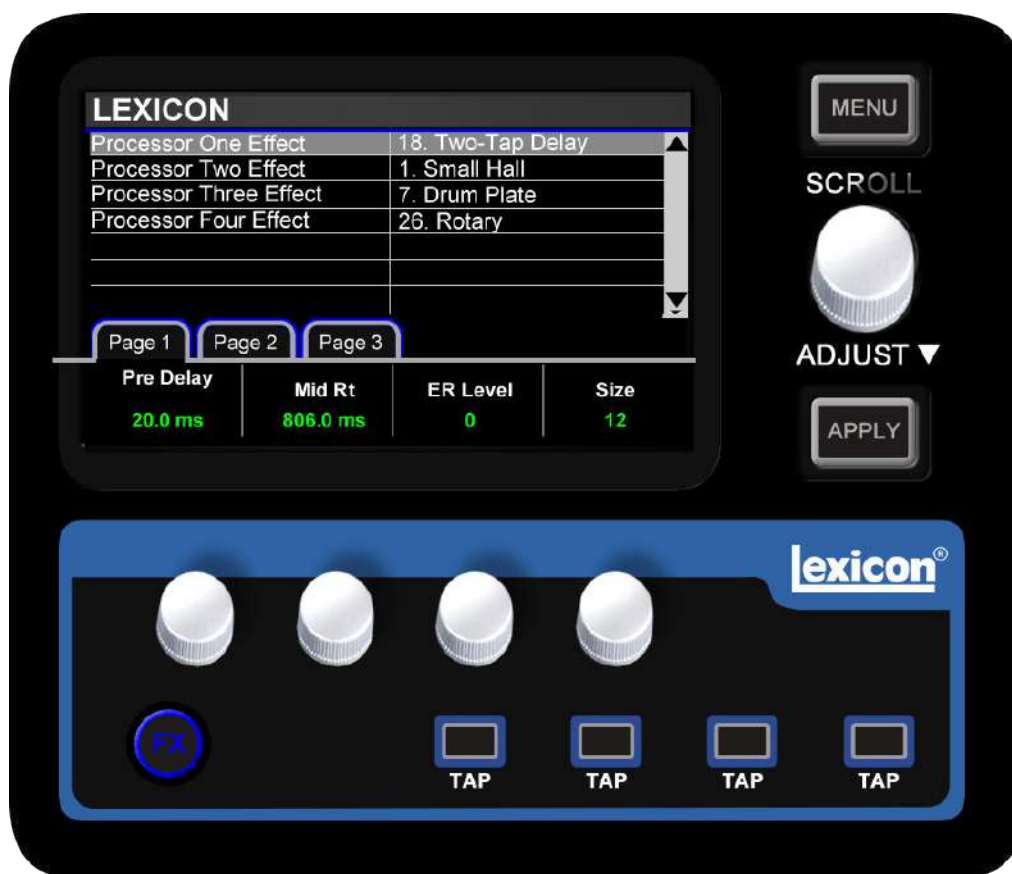 LEXICON
Processor One Effect 18. Two-Tap Delay
Processor Two Effect 1. Small Hall
Processor Three Effect 7. Drum Plate
Processor Four Effect 26. Rotary
Page 1 Page 2 Page 3
Pre Delay Mid Rt ER Level Size
20.0 ms 806.0 ms 0 12
MENU
SCROLL
ADJUST ▼
APPLY
lexicon®
FX
TAP TAP TAP TAP